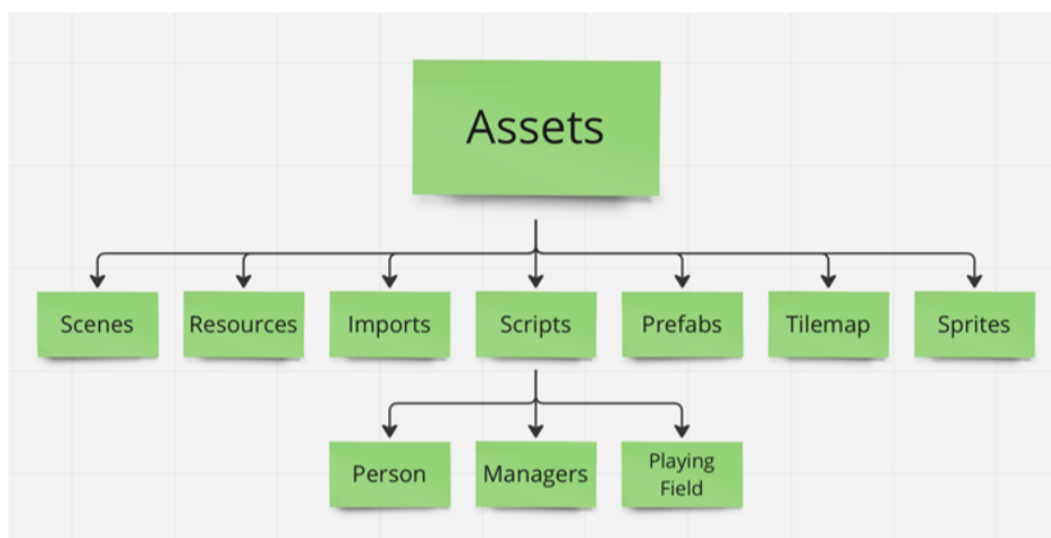 Assets
Scenes
Resources
Imports
Scripts
Prefabs
Tilemap
Sprites
Person
Managers
Playing
Field